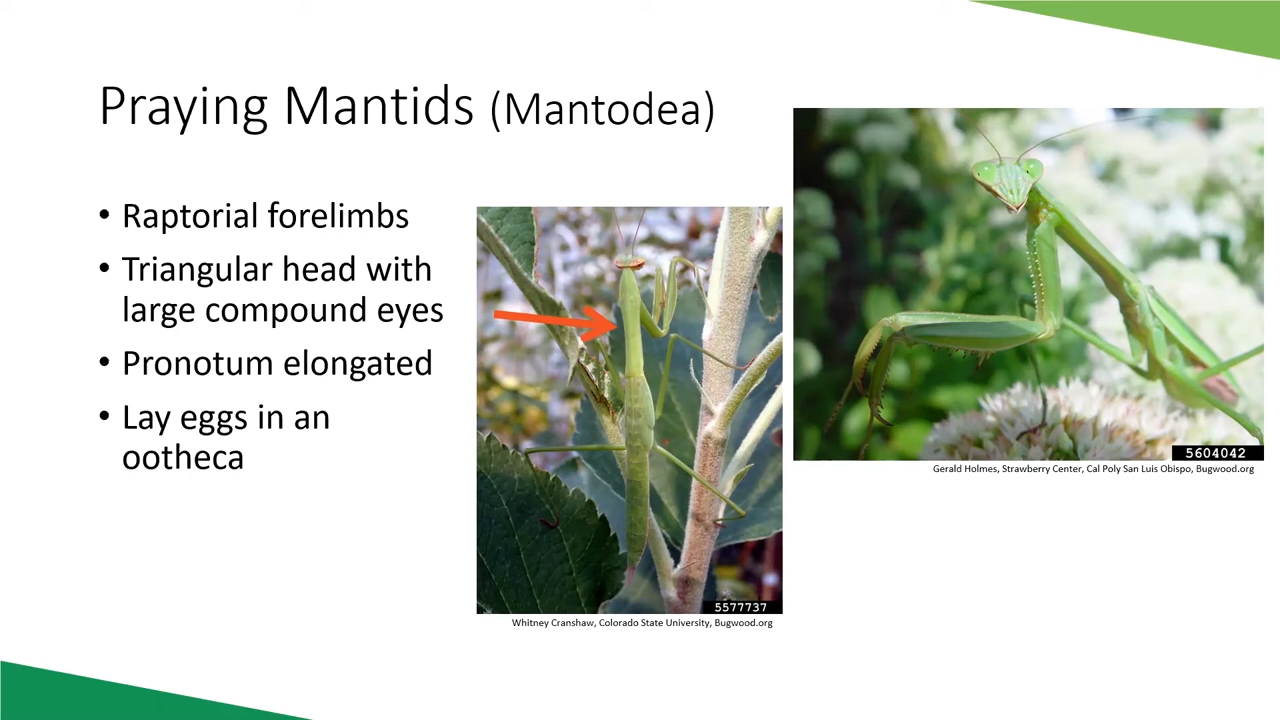 Praying Mantids (Mantodea)
• Raptorial forelimbs
• Triangular head with
large compound eyes
• Pronotum elongated
• Lay eggs in an
ootheca
5604042
Gerald Holmes, Strawberry Center, Cal Poly San Luis Obispo, Bugwood.org
5577737
Whitney Cranshaw, Colorado State University, Bugwood.org